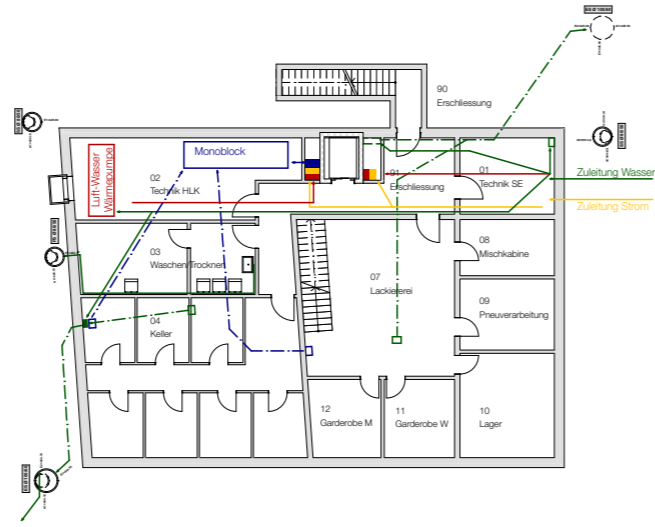 90
Erschliessung
Monoblock
Luft-Wasser
Wärmepumpe
02
Technik HLK
91
Erschliessung
01
Technik SE
Zuleitung Wasser
Zuleitung Strom
03
Waschen/Trocknen
08
Mischkabine
07
Lackiererei
09
Pneuverarbeitung
04
Keller
12
Garderobe M
11
Garderobe W
10
Lager